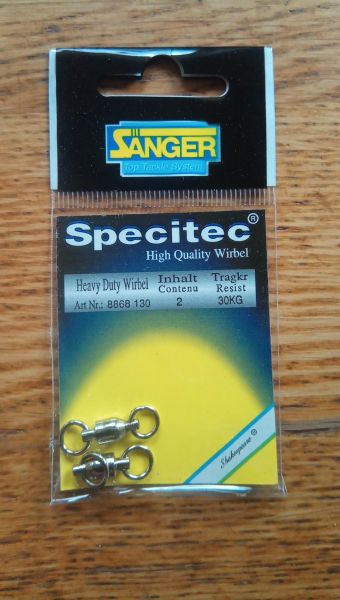 SÄNGER
Top Tackle System
Specitec®
High Quality Wirbel
Heavy Duty Wirbel Inhalt Tragkr
Contenu Resist
Art Nr.: 8868 130 2 30KG
Shakespeare®